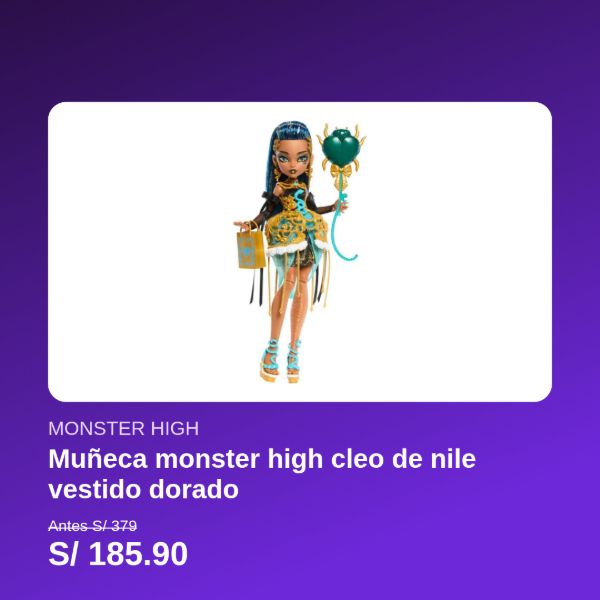 MONSTER HIGH
Muñeca monster high cleo de nile
vestido dorado
Antes S/ 379
S/ 185.90